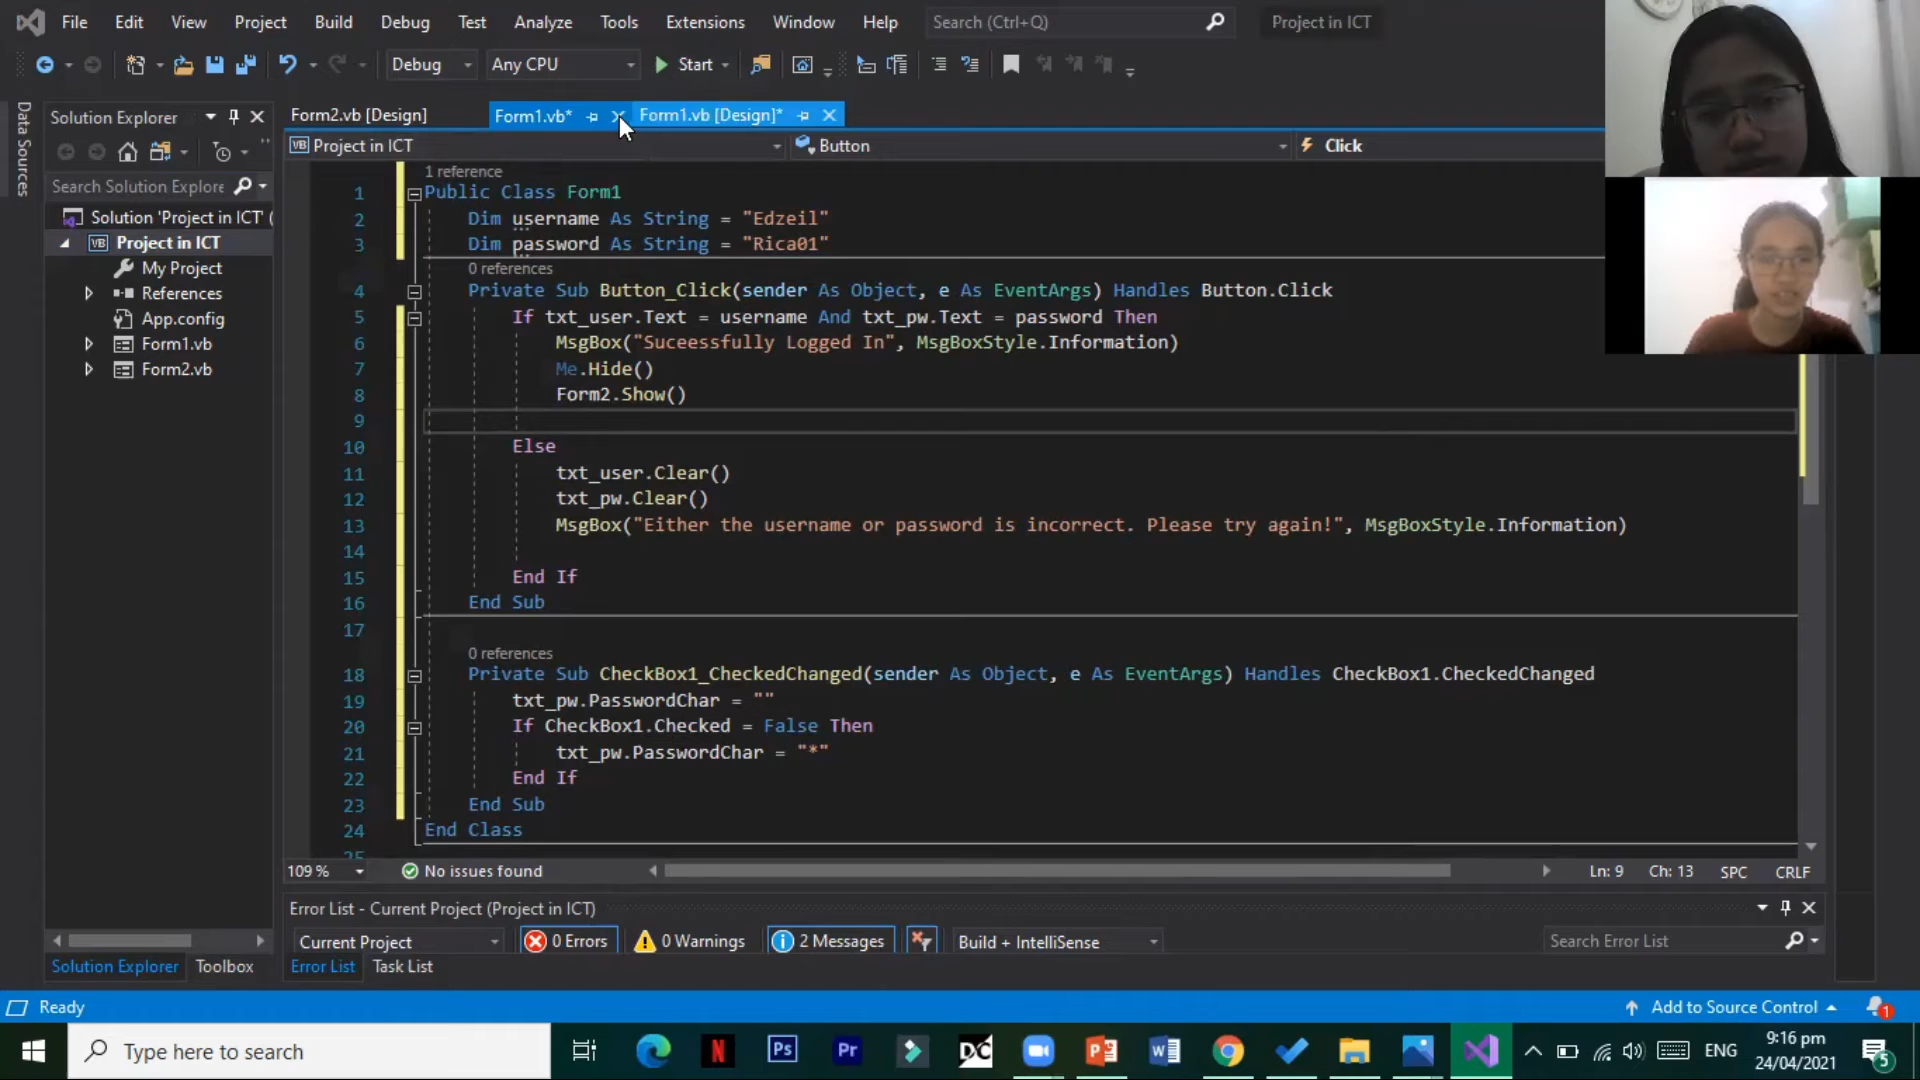 File Edit View Project Build Debug Test Analyze Tools Extensions Window Help Search (Ctrl+Q) Project in ICT
Debug Any CPU Start
Data Sources
Solution Explorer
Search Solution Explore
Solution 'Project in ICT' (
VB Project in ICT
My Project
References
App.config
Form1.vb
Form2.vb
Form2.vb [Design] Form1.vb* Form1.vb [Design]*
VB Project in ICT Button Click
1 reference
1 Public Class Form1
2 Dim username As String = "Edzeil"
3 Dim password As String = "Rica01"
0 references
4 Private Sub Button_Click(sender As Object, e As EventArgs) Handles Button.Click
5 If txt_user.Text = username And txt_pw.Text = password Then
6 MsgBox("Suceessfully Logged In", MsgBoxStyle.Information)
7 Me.Hide()
8 Form2.Show()
9
10 Else
11 txt_user.Clear()
12 txt_pw.Clear()
13 MsgBox("Either the username or password is incorrect. Please try again!", MsgBoxStyle.Information)
14
15 End If
16 End Sub
17
0 references
18 Private Sub CheckBox1_CheckedChanged(sender As Object, e As EventArgs) Handles CheckBox1.CheckedChanged
19 txt_pw.PasswordChar = ""
20 If CheckBox1.Checked = False Then
21 txt_pw.PasswordChar = "*"
22 End If
23 End Sub
24 End Class
25
109 % No issues found Ln: 9 Ch: 13 SPC CRLF
Error List - Current Project (Project in ICT)
Current Project 0 Errors 0 Warnings 2 Messages Build + IntelliSense Search Error List
Solution Explorer Toolbox Error List Task List
Ready Add to Source Control 1
Type here to search N Ps Pr DC ENG 9:16 pm
24/04/2021 5